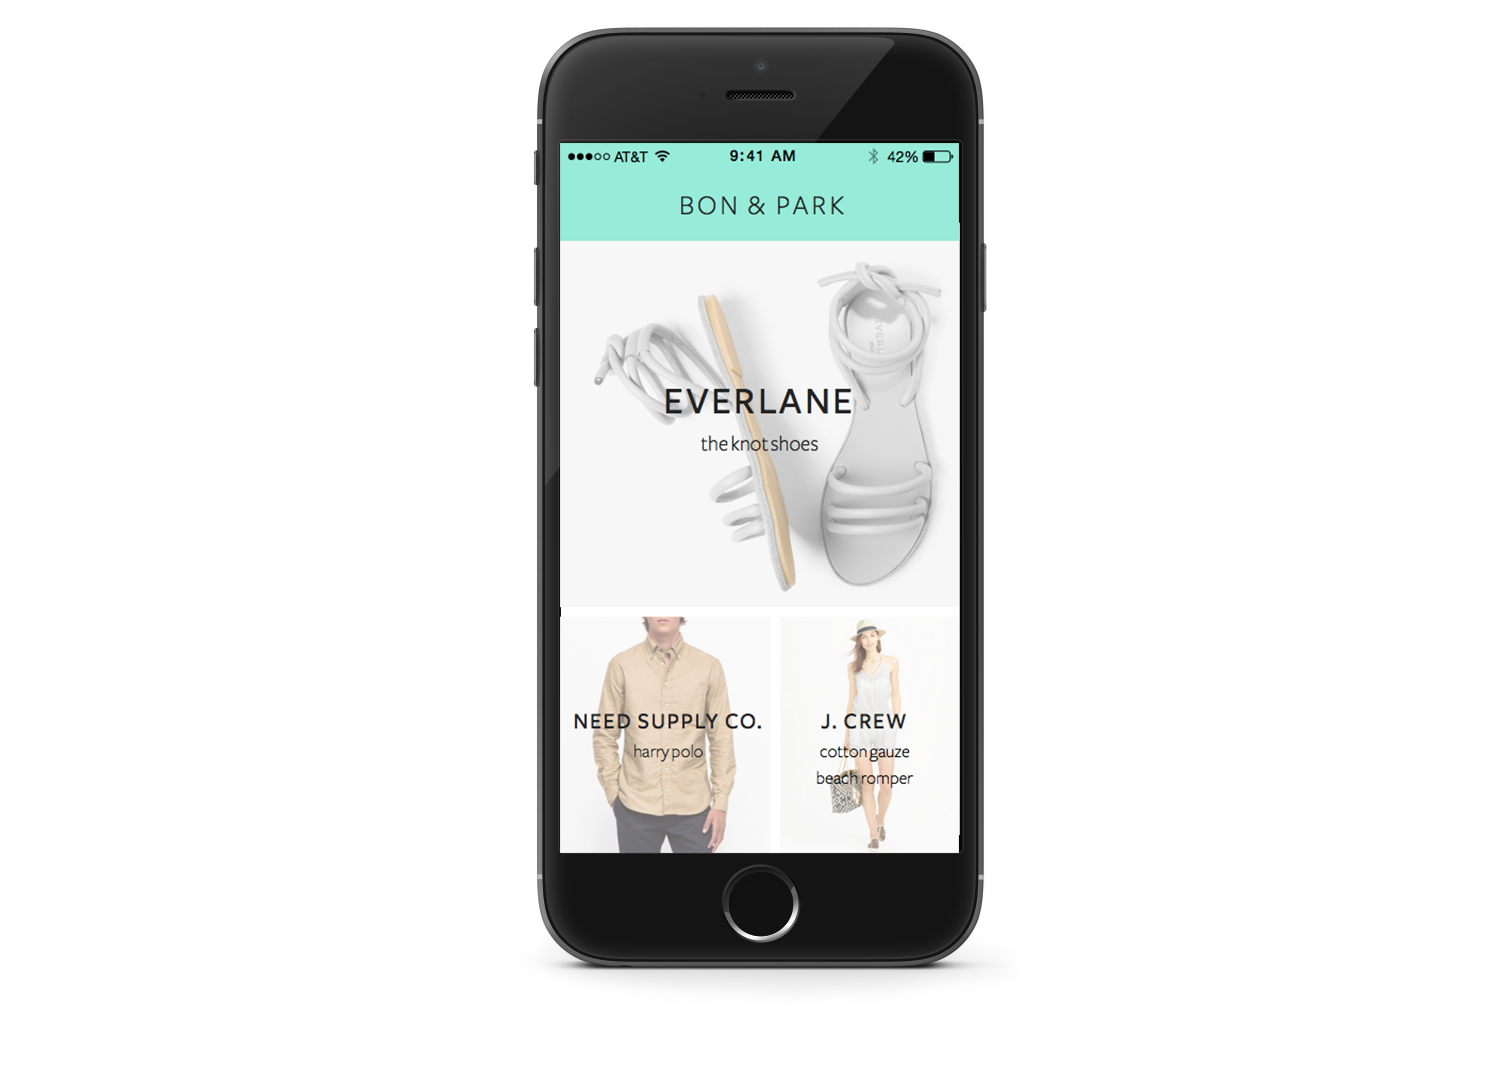 AT&T 9:41 AM 42%
BON & PARK
EVERLANE
the knot shoes
NEED SUPPLY CO.
harry polo
J. CREW
cotton gauze
beach romper